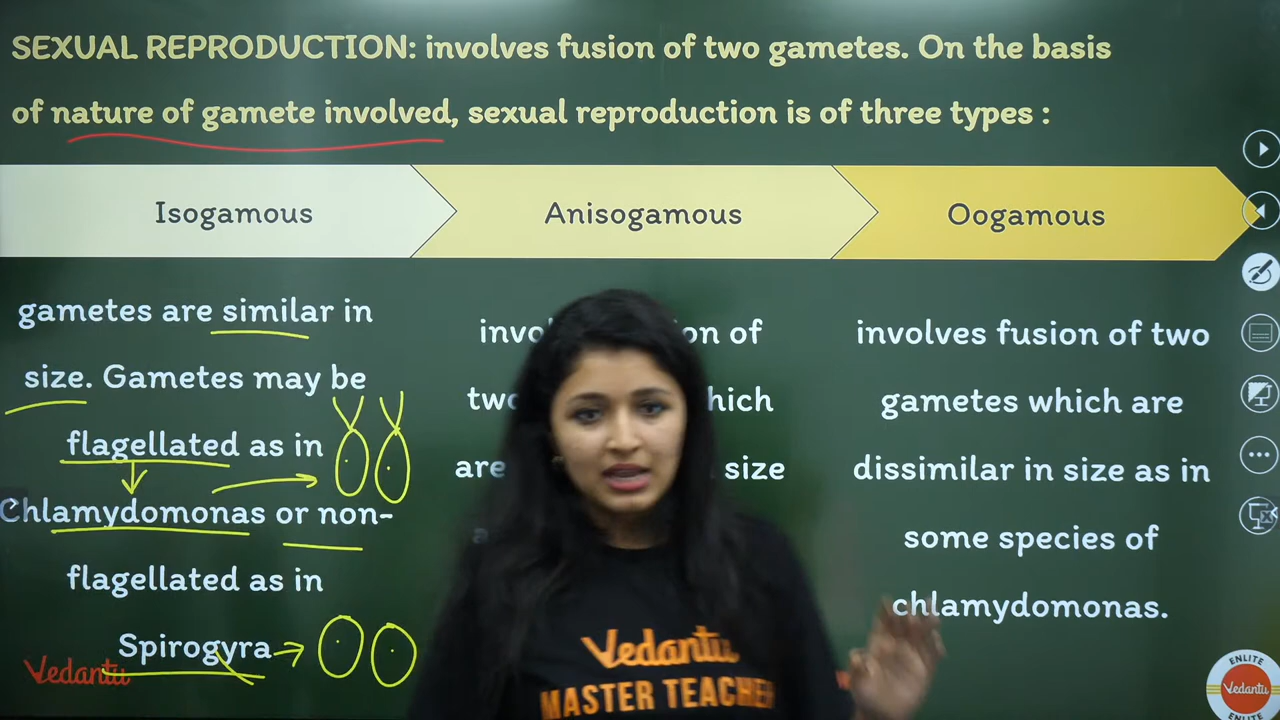 SEXUAL REPRODUCTION: involves fusion of two gametes. On the basis
of nature of gamete involved, sexual reproduction is of three types :
Isogamous
Anisogamous
Oogamous
gametes are similar in
size. Gametes may be
flagellated as in
Chlamydomonas or non-
flagellated as in
Spirogyra
of
two
are size
involves fusion of two
gametes which are
dissimilar in size as in
some species of
chlamydomonas.
Vedantu
Vedantu
MASTER TEACHER
ENLITE
Vedantu
ENLITE